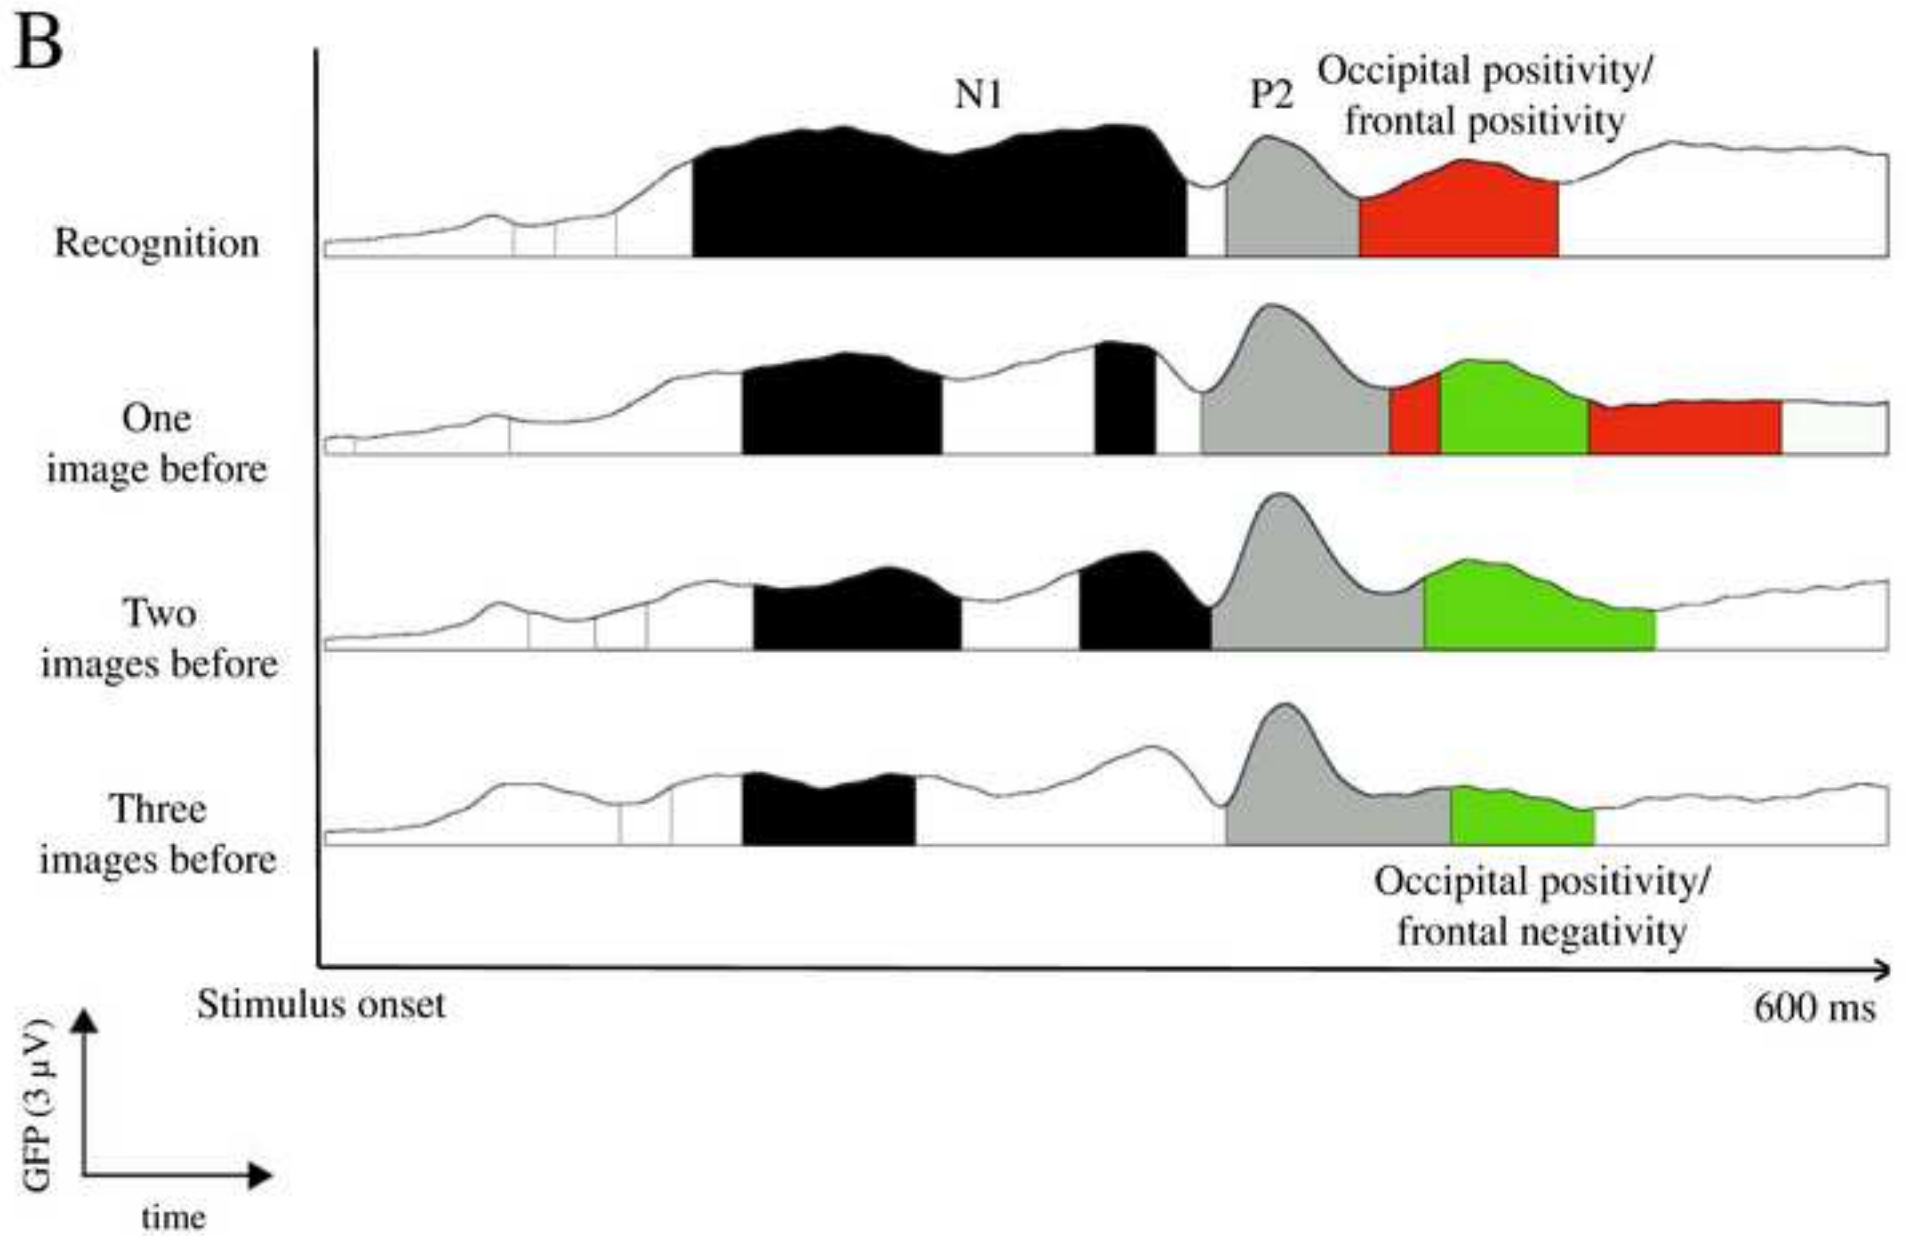 B
N1
P2
Occipital positivity/
frontal positivity
Recognition
One
image before
Two
images before
Three
images before
Occipital positivity/
frontal negativity
Stimulus onset
600 ms
GFP (3 µV)
time